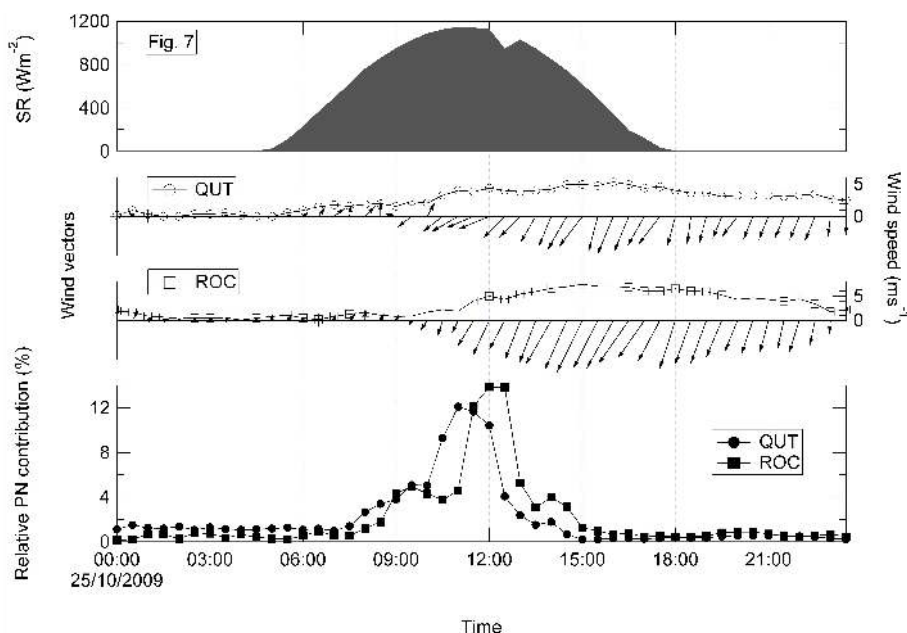 Fig. 7
SR (Wm⁻²)
1200
800
400
0
QUT
5
0
Wind vectors
ROC
5
0
Wind speed (ms⁻¹)
Relative PN contribution (%)
12
8
4
0
QUT
ROC
00:00 03:00 06:00 09:00 12:00 15:00 18:00 21:00
25/10/2009
Time